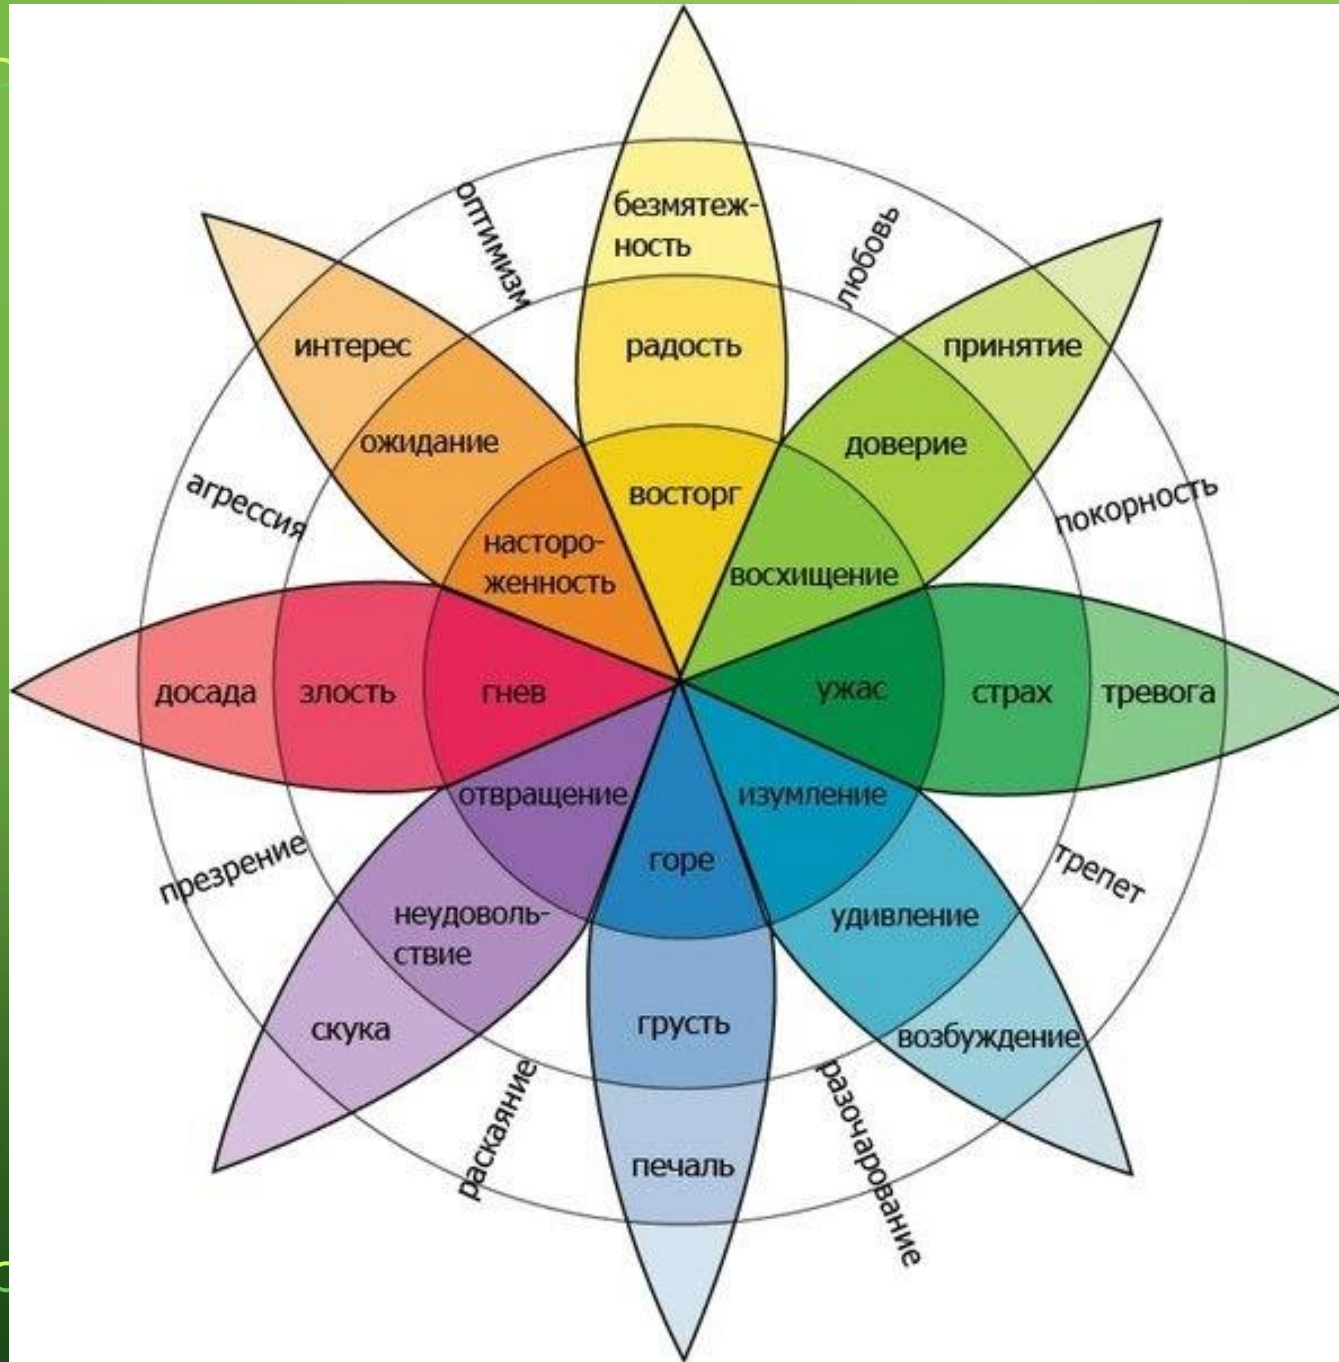 безмятеж-
ность
оптимизм
любовь
интерес
радость
принятие
ожидание
доверие
агрессия
восторг
покорность
насторо-
женность
восхищение
досада
злость
гнев
ужас
страх
тревога
отвращение
изумление
презрение
горе
трепет
неудоволь-
ствие
удивление
скука
грусть
возбуждение
раскаяние
разочарование
печаль